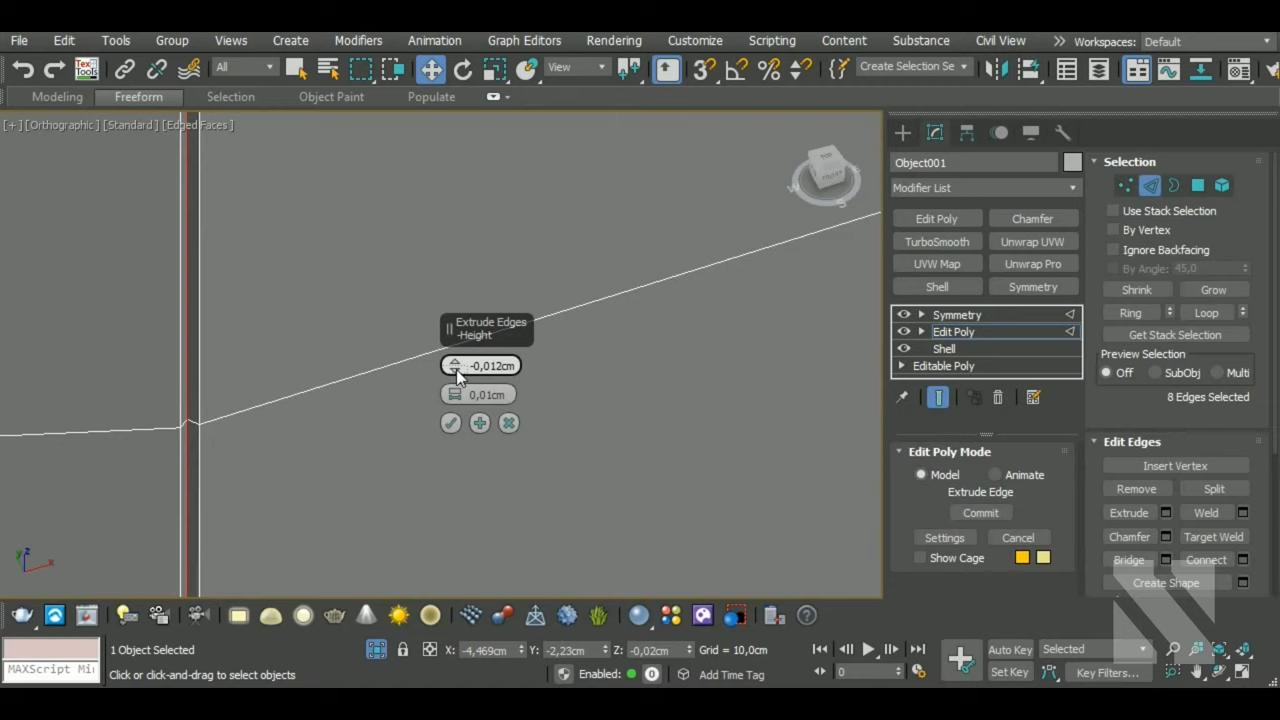 File Edit Tools Group Views Create Modifiers Animation Graph Editors Rendering Customize Scripting Content Substance Civil View Workspaces: Default
Tex Tools All View Create Selection Se
Modeling Freeform Selection Object Paint Populate
[+] [Orthographic] [Standard] [Edged Faces]
TOP
FRONT
W S
Extrude Edges
-Height
-0,012cm
0,01cm
z
x
Object001
Modifier List
Edit Poly Chamfer
TurboSmooth Unwrap UVW
UVW Map Unwrap Pro
Shell Symmetry
Symmetry
Edit Poly
Shell
Editable Poly
Edit Poly Mode
Model Animate
Extrude Edge
Commit
Settings Cancel
Show Cage
Selection
Use Stack Selection
By Vertex
Ignore Backfacing
By Angle: 45,0
Shrink Grow
Ring Loop
Get Stack Selection
Preview Selection
Off SubObj Multi
8 Edges Selected
Edit Edges
Insert Vertex
Remove Split
Extrude Weld
Chamfer Target Weld
Bridge Connect
Create Shape
MAXScript Mi
1 Object Selected
Click or click-and-drag to select objects
X: -4,469cm Y: -2,23cm Z: -0,02cm Grid = 10,0cm
Enabled: 0 Add Time Tag
0
Auto Key Selected
Set Key Key Filters...